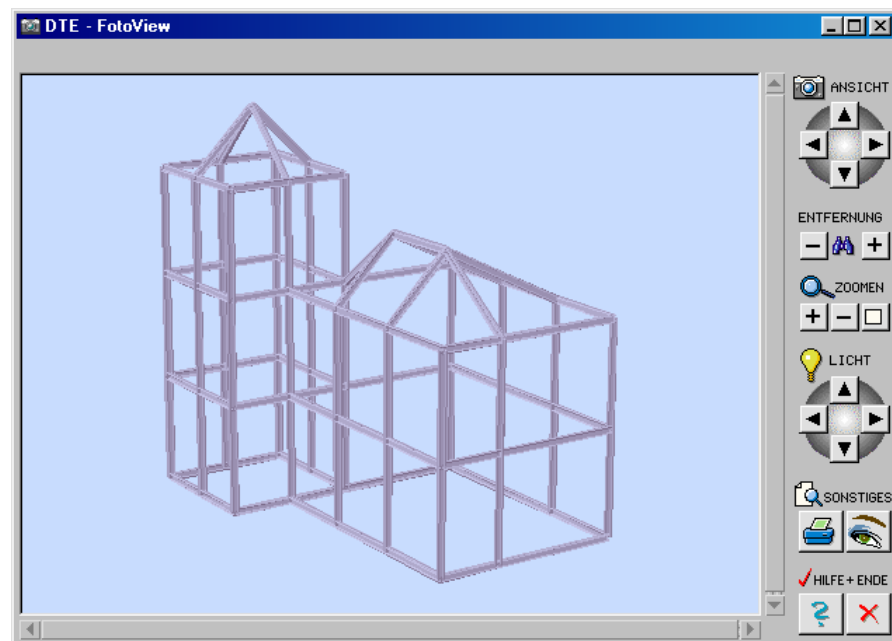 DTE - FotoView
ANSICHT
ENTFERNUNG
ZOOMEN
LICHT
SONSTIGES
HILFE + ENDE